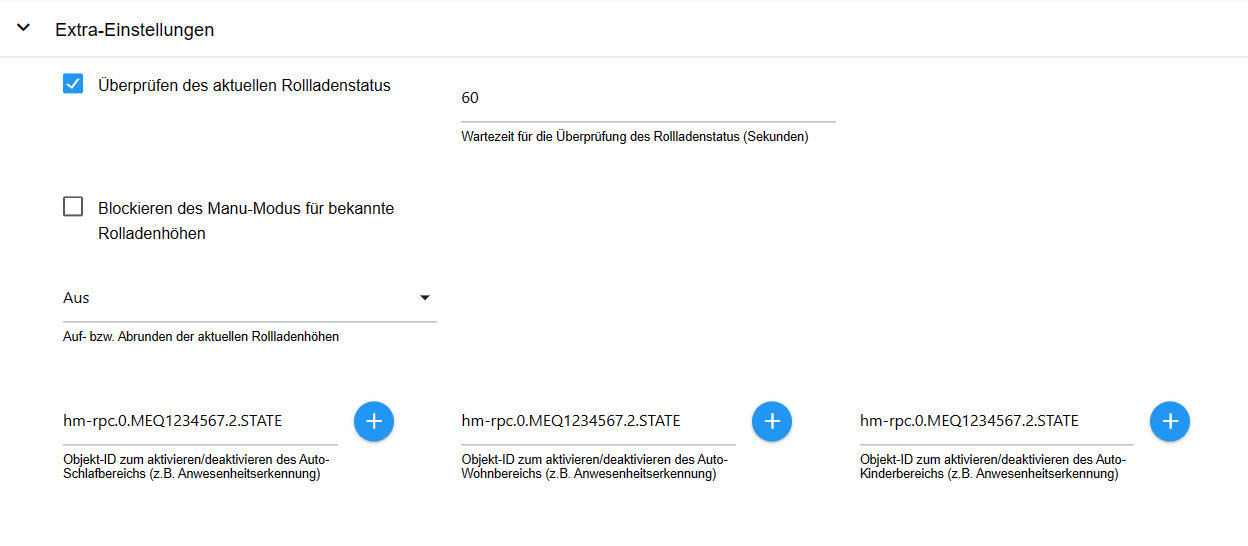 Extra-Einstellungen
Überprüfen des aktuellen Rollladenstatus
60
Wartezeit für die Überprüfung des Rollladenstatus (Sekunden)
Blockieren des Manu-Modus für bekannte
Rolladenhöhen
Aus
Auf- bzw. Abrunden der aktuellen Rollladenhöhen
hm-rpc.0.MEQ1234567.2.STATE
Objekt-ID zum aktivieren/deaktivieren des Auto-
Schlafbereichs (z.B. Anwesenheitserkennung)
hm-rpc.0.MEQ1234567.2.STATE
Objekt-ID zum aktivieren/deaktivieren des Auto-
Wohnbereichs (z.B. Anwesenheitserkennung)
hm-rpc.0.MEQ1234567.2.STATE
Objekt-ID zum aktivieren/deaktivieren des Auto-
Kinderbereichs (z.B. Anwesenheitserkennung)